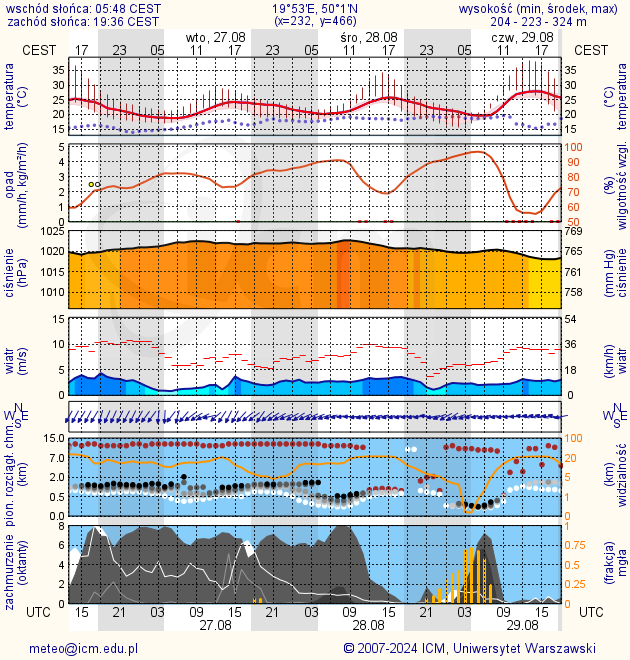 wschód słońca: 05:48 CEST 19°53'E, 50°1'N wysokość (min, środek, max)
zachód słońca: 19:36 CEST (x=232, y=466) 204 - 223 - 324 m
wto, 27.08 śro, 28.08 czw, 29.08
CEST 17 23 05 11 17 23 05 11 17 23 05 11 17 CEST
temperatura (°C)
35 30 25 20 15
35 30 25 20 15
temperatura (°C)
opad (mm/h, kg/m²/h)
5 4 3 2 1 0
100 90 80 70 60 50
(%) wilgotność wzgl.
ciśnienie (hPa)
1025 1020 1015 1010
769 765 761 758
(mm Hg) ciśnienie
wiatr (m/s)
15 10 5 0
54 36 18 0
(km/h) wiatr
N W E S
N W E S
pion. rozciągł. chm. (km)
15.0 7.0 2.0 0.5 0.0
100 20 5 1 0
(km) widzialność
zachmurzenie (oktanty)
8 6 4 2 0
1 0.75 0.5 0.25 0
(frakcja) mgła
UTC 15 21 03 09 15 21 03 09 15 21 03 09 15 UTC
27.08 28.08 29.08
meteo@icm.edu.pl © 2007-2024 ICM, Uniwersytet Warszawski